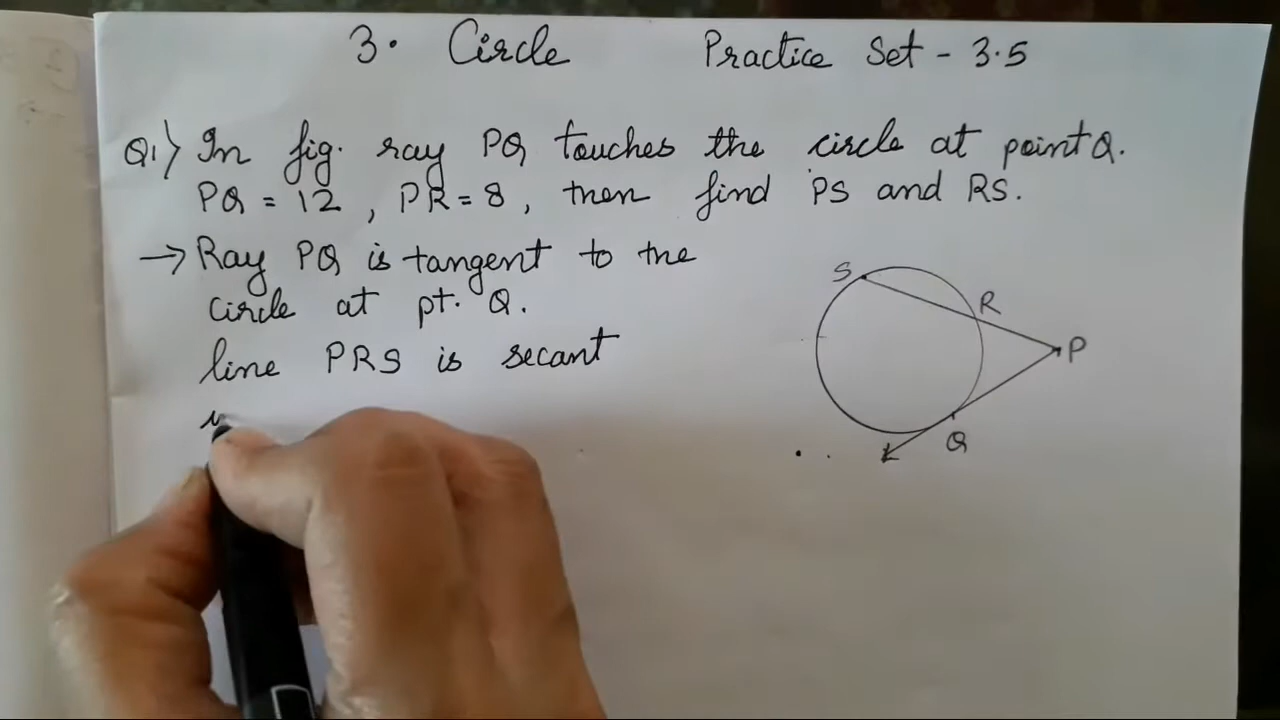 3. Circle Practice Set - 3.5
Q1) In fig. ray PQ touches the circle at point Q.
PQ = 12, PR = 8, then find PS and RS.
→ Ray PQ is tangent to the
circle at pt. Q.
line PRS is secant
S
R
P
Q